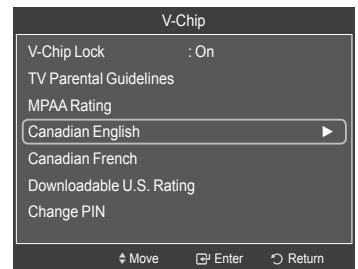 V-Chip
V-Chip Lock : On
TV Parental Guidelines
MPAA Rating
Canadian English ►
Canadian French
Downloadable U.S. Rating
Change PIN
Move Enter Return